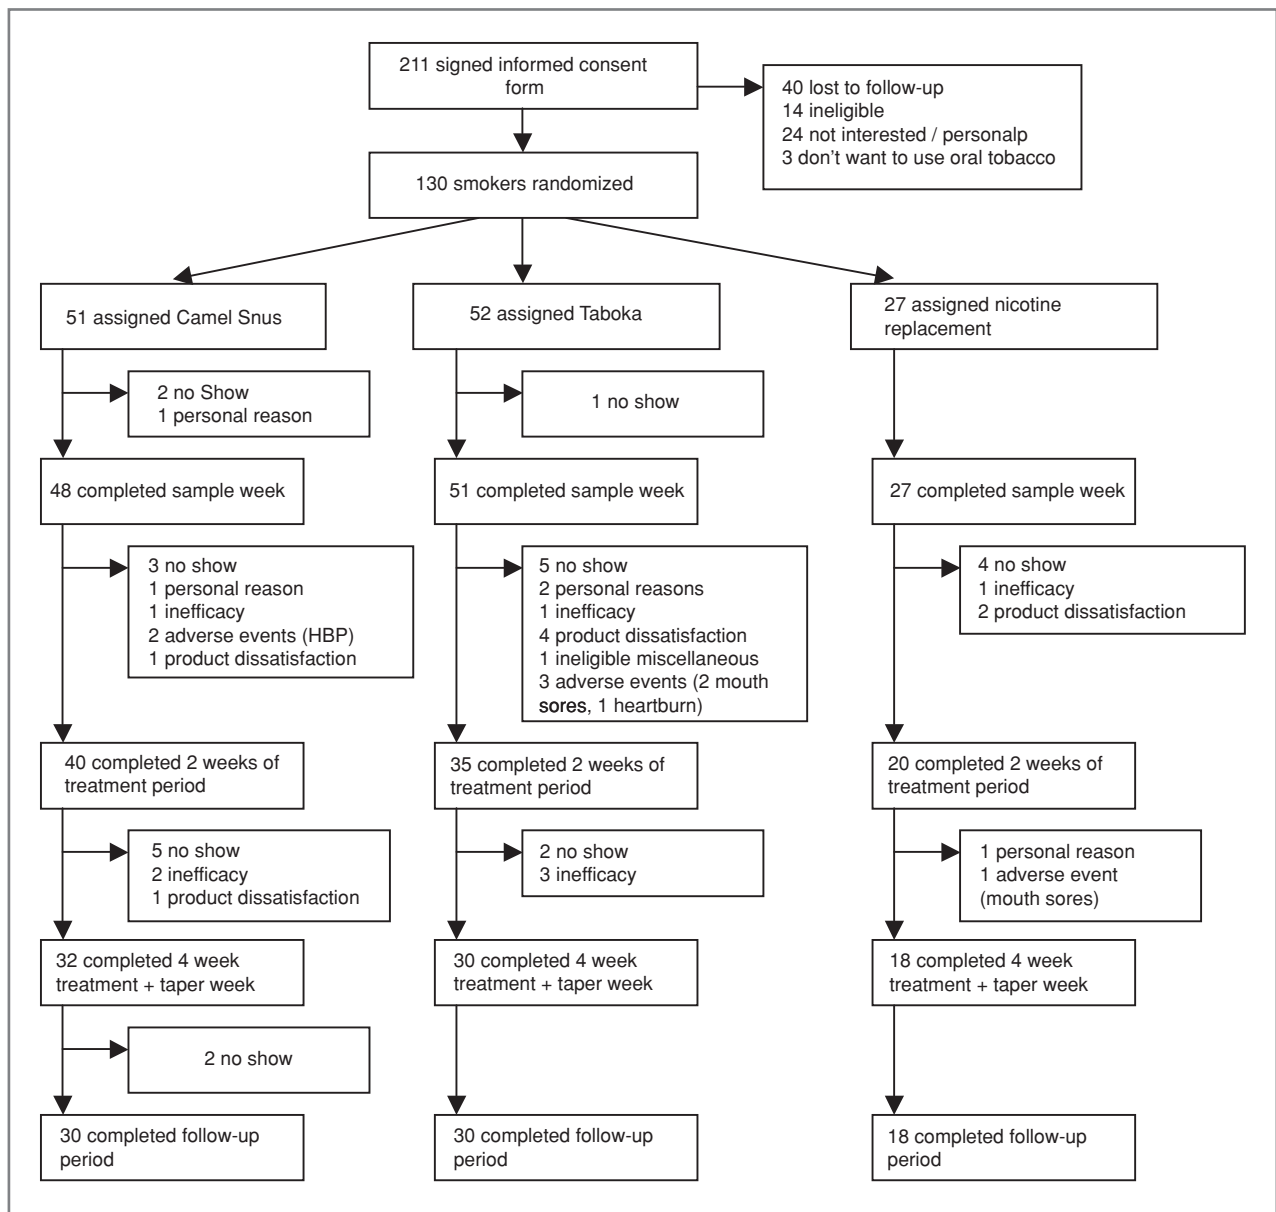 211 signed informed consent
form
40 lost to follow-up
14 ineligible
24 not interested / personalp
3 don't want to use oral tobacco
130 smokers randomized
51 assigned Camel Snus
52 assigned Taboka
27 assigned nicotine
replacement
2 no Show
1 personal reason
1 no show
48 completed sample week
51 completed sample week
27 completed sample week
3 no show
1 personal reason
1 inefficacy
2 adverse events (HBP)
1 product dissatisfaction
5 no show
2 personal reasons
1 inefficacy
4 product dissatisfaction
1 ineligible miscellaneous
3 adverse events (2 mouth
sores, 1 heartburn)
4 no show
1 inefficacy
2 product dissatisfaction
40 completed 2 weeks of
treatment period
35 completed 2 weeks of
treatment period
20 completed 2 weeks of
treatment period
5 no show
2 inefficacy
1 product dissatisfaction
2 no show
3 inefficacy
1 personal reason
1 adverse event
(mouth sores)
32 completed 4 week
treatment + taper week
30 completed 4 week
treatment + taper week
18 completed 4 week
treatment + taper week
2 no show
30 completed follow-up
period
30 completed follow-up
period
18 completed follow-up
period